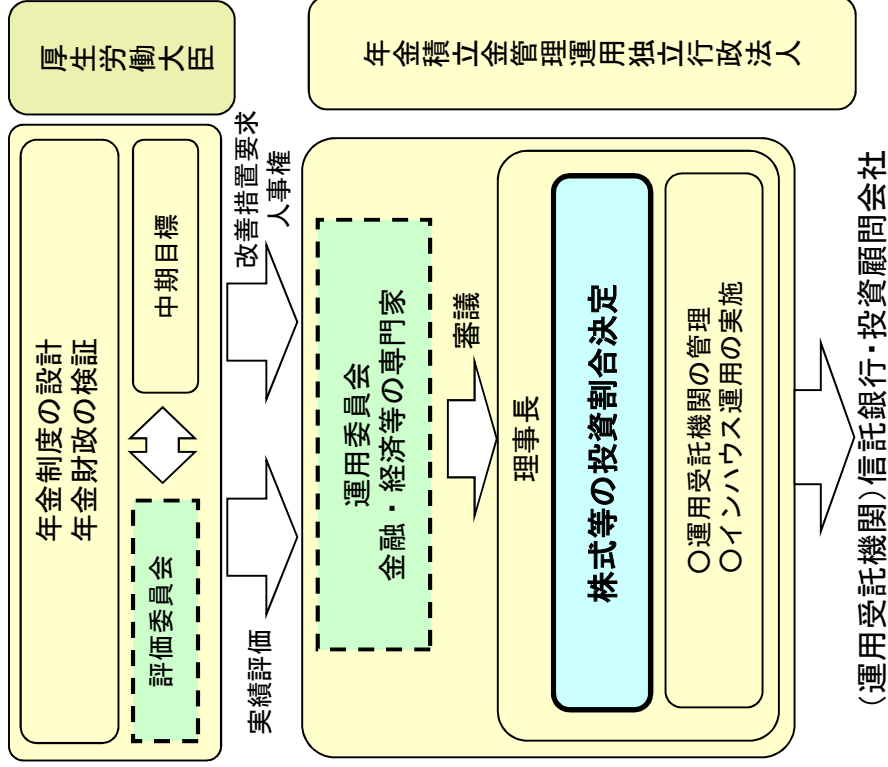 厚生労働大臣
年金制度の設計
年金財政の検証
評価委員会
中期目標
実績評価
改善措置要求
人事権
年金積立金管理運用独立行政法人
運用委員会
金融・経済等の専門家
審議
理事長
株式等の投資割合決定
〇運用受託機関の管理
〇インハウス運用の実施
(運用受託機関)信託銀行・投資顧問会社